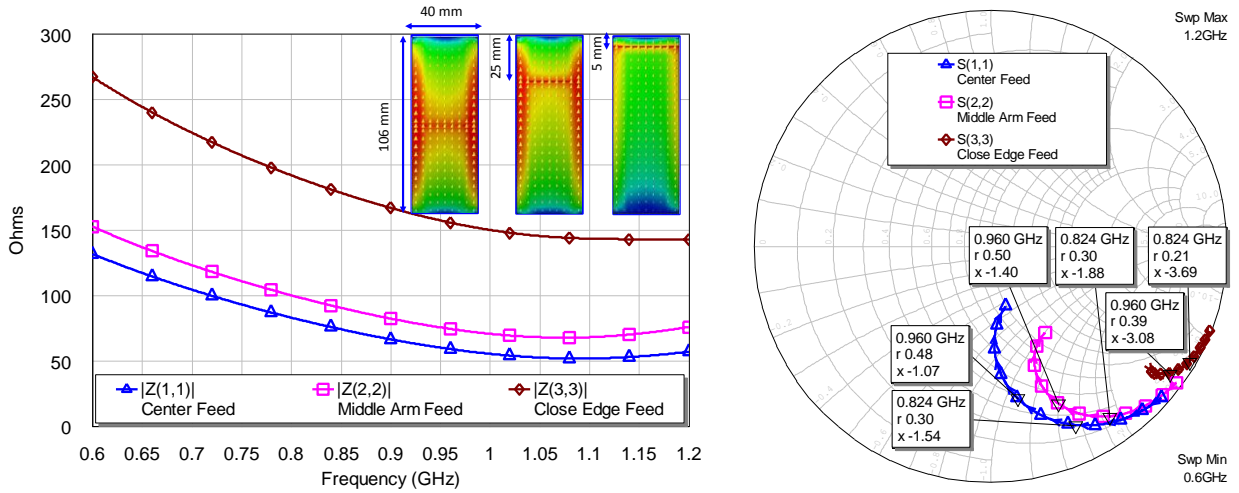 40 mm
106 mm
25 mm
5 mm
300
250
200
150
100
50
0
Ohms
|Z(1,1)|
Center Feed
|Z(2,2)|
Middle Arm Feed
|Z(3,3)|
Close Edge Feed
0.6 0.65 0.7 0.75 0.8 0.85 0.9 0.95 1 1.05 1.1 1.15 1.2
Frequency (GHz)
Swp Max
1.2GHz
S(1,1)
Center Feed
S(2,2)
Middle Arm Feed
S(3,3)
Close Edge Feed
0.960 GHz
r 0.50
x -1.40
0.824 GHz
r 0.30
x -1.88
0.824 GHz
r 0.21
x -3.69
0.960 GHz
r 0.39
x -3.08
0.960 GHz
r 0.48
x -1.07
0.824 GHz
r 0.30
x -1.54
Swp Min
0.6GHz